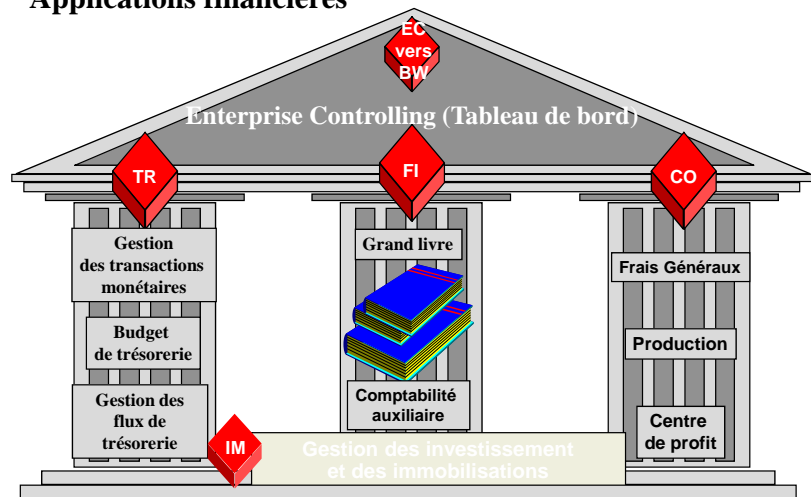 Applications financières
EC
vers
BW
Enterprise Controlling (Tableau de bord)
TR
FI
CO
Gestion
des transactions
monétaires
Budget
de trésorerie
Gestion des
flux de
trésorerie
Grand livre
Comptabilité
auxiliaire
Frais Généraux
Production
Centre
de profit
IM
Gestion des investissement
et des immobilisations